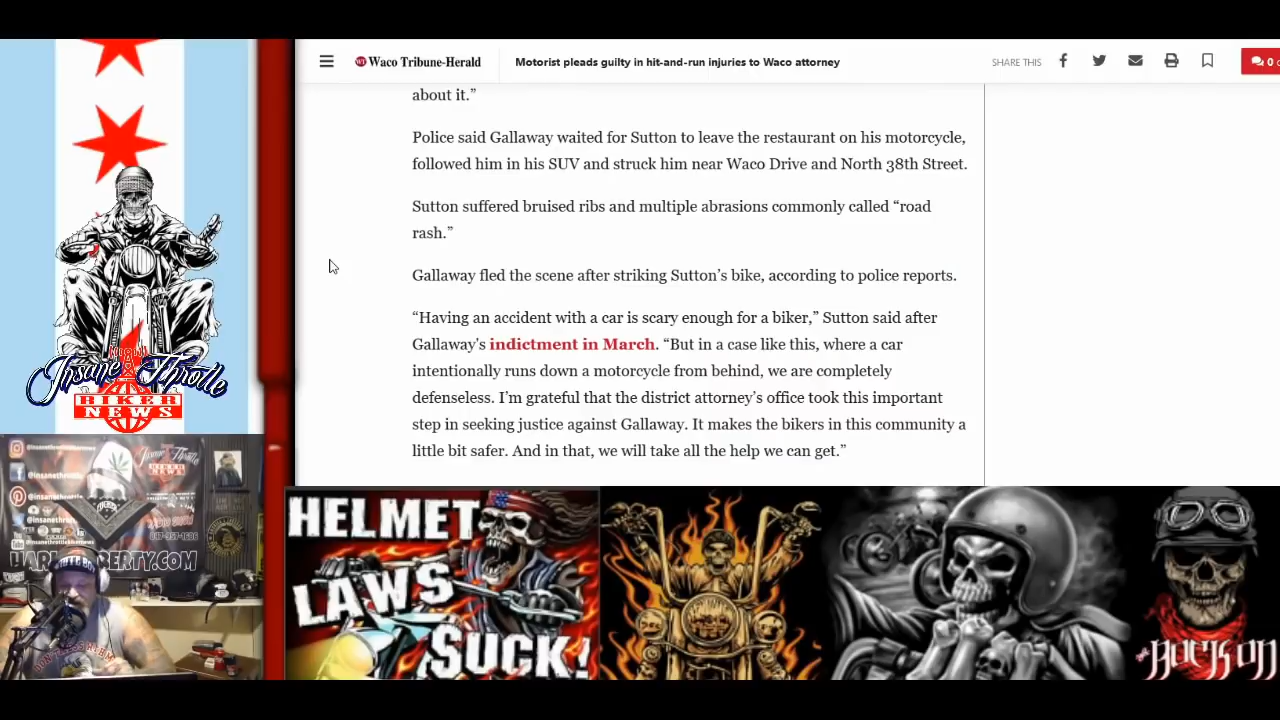 Waco Tribune-Herald
Motorist pleads guilty in hit-and-run injuries to Waco attorney
SHARE THIS
0
about it.”
Police said Gallaway waited for Sutton to leave the restaurant on his motorcycle,
followed him in his SUV and struck him near Waco Drive and North 38th Street.
Sutton suffered bruised ribs and multiple abrasions commonly called “road
rash.”
Gallaway fled the scene after striking Sutton’s bike, according to police reports.
“Having an accident with a car is scary enough for a biker,” Sutton said after
Gallaway’s indictment in March. “But in a case like this, where a car
intentionally runs down a motorcycle from behind, we are completely
defenseless. I’m grateful that the district attorney’s office took this important
step in seeking justice against Gallaway. It makes the bikers in this community a
little bit safer. And in that, we will take all the help we can get.”
Insane Throttle
BIKER
NEWS
HELMET
LAWS
SUCK!